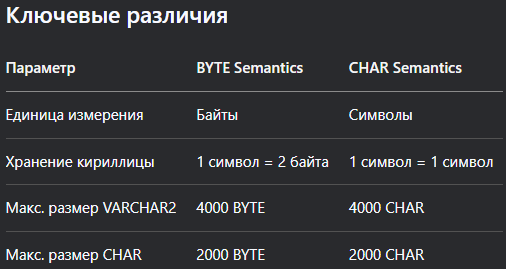 Ключевые различия
Параметр BYTE Semantics CHAR Semantics
Единица измерения Байты Символы
Хранение кириллицы 1 символ = 2 байта 1 символ = 1 символ
Макс. размер VARCHAR2 4000 BYTE 4000 CHAR
Макс. размер CHAR 2000 BYTE 2000 CHAR